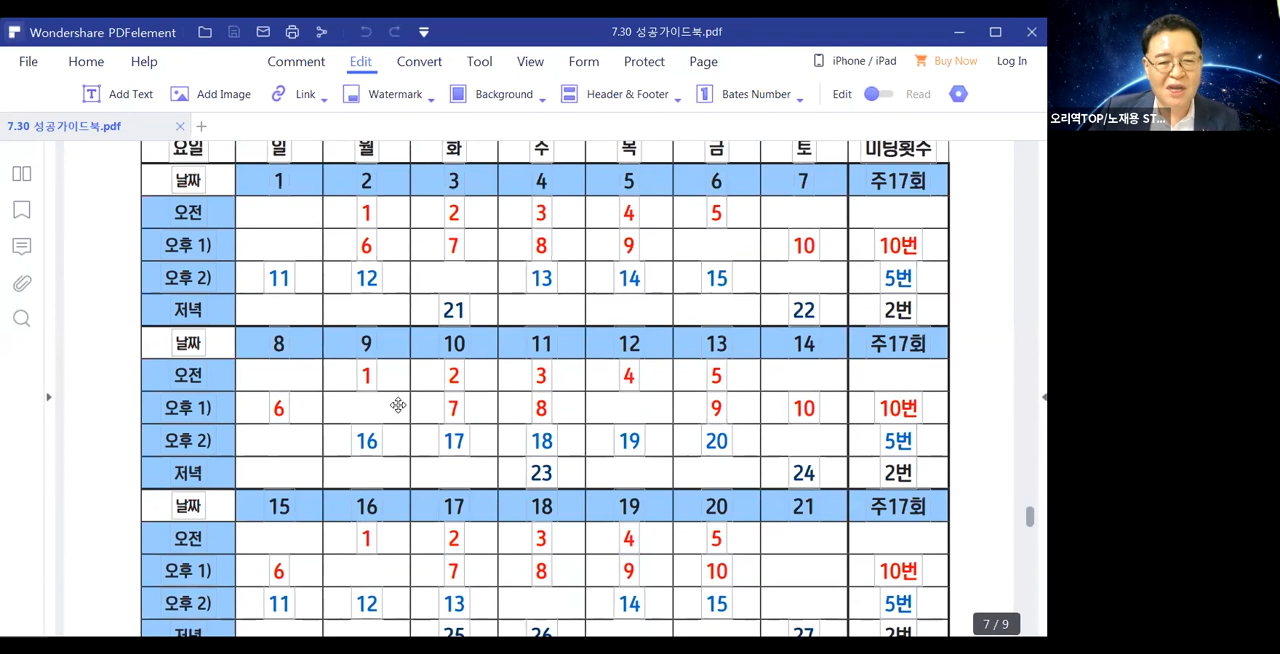 Wondershare PDFelement
7.30 성공가이드북.pdf
File Home Help Comment Edit Convert Tool View Form Protect Page iPhone / iPad Buy Now Log In
Add Text Add Image Link Watermark Background Header & Footer Bates Number Edit Read
오리역TOP/노재용 ST...
7.30 성공가이드북.pdf
요일 일 월 화 수 목 금 토 미팅횟수
날짜 1 2 3 4 5 6 7 주17회
오전 1 2 3 4 5
오후 1) 6 7 8 9 10 10번
오후 2) 11 12 13 14 15 5번
저녁 21 22 2번
날짜 8 9 10 11 12 13 14 주17회
오전 1 2 3 4 5
오후 1) 6 7 8 9 10 10번
오후 2) 16 17 18 19 20 5번
저녁 23 24 2번
날짜 15 16 17 18 19 20 21 주17회
오전 1 2 3 4 5
오후 1) 6 7 8 9 10 10번
오후 2) 11 12 13 14 15 5번
저녁 25 26 27 2번
7 / 9